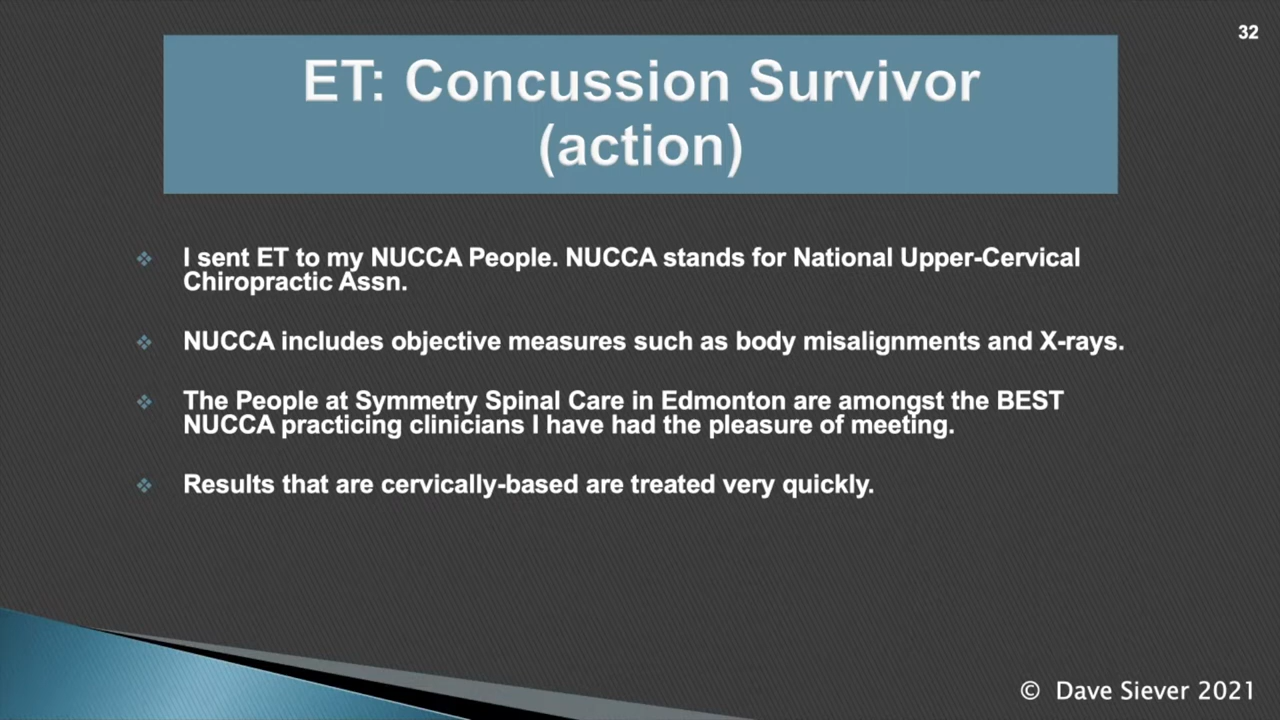 32
ET: Concussion Survivor
(action)
I sent ET to my NUCCA People. NUCCA stands for National Upper-Cervical
Chiropractic Assn.
NUCCA includes objective measures such as body misalignments and X-rays.
The People at Symmetry Spinal Care in Edmonton are amongst the BEST
NUCCA practicing clinicians I have had the pleasure of meeting.
Results that are cervically-based are treated very quickly.
© Dave Siever 2021